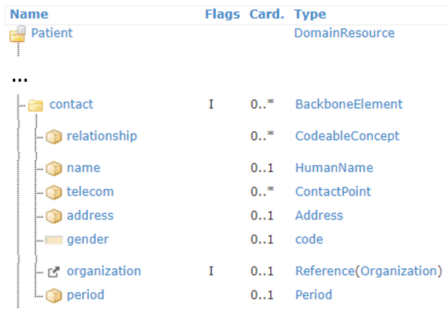 Name Flags Card. Type
Patient DomainResource
...
contact I 0..* BackboneElement
relationship 0..* CodeableConcept
name 0..1 HumanName
telecom 0..* ContactPoint
address 0..1 Address
gender 0..1 code
organization I 0..1 Reference(Organization)
period 0..1 Period